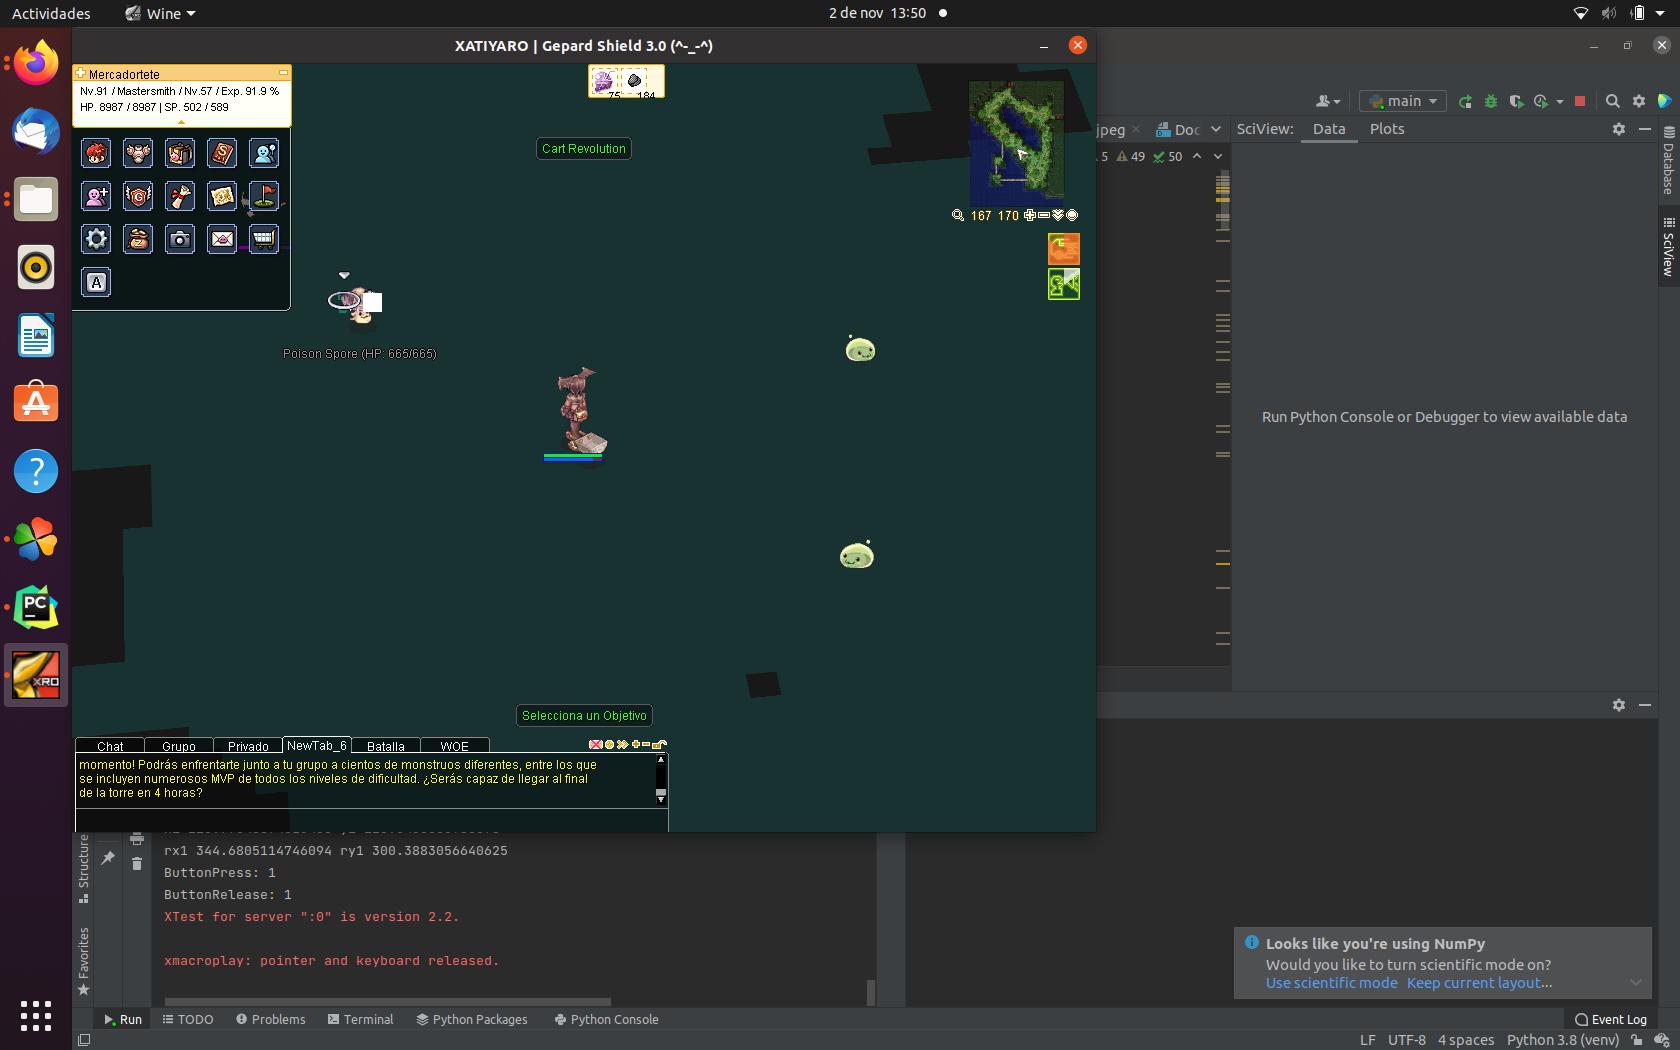 Actividades
Wine
2 de nov 13:50
XATIYARO | Gepard Shield 3.0 (^-_-^)
Mercadortete
Nv.91 / Mastersmith / Nv.57 / Exp. 91.9 %
HP. 8987 / 8987 | SP. 502 / 589
75 184
Cart Revolution
167 170
Poison Spore (HP: 665/665)
Selecciona un Objetivo
Chat Grupo Privado NewTab_6 Batalla WOE
momento! Podrás enfrentarte junto a tu grupo a cientos de monstruos diferentes, entre los que
se incluyen numerosos MVP de todos los niveles de dificultad. ¿Serás capaz de llegar al final
de la torre en 4 horas?
main
jpeg Doc SciView: Data Plots
5 49 50
Database
SciView
Run Python Console or Debugger to view available data
rx1 344.6805114746094 ry1 300.3883056640625
ButtonPress: 1
ButtonRelease: 1
XTest for server ":0" is version 2.2.
xmacroplay: pointer and keyboard released.
Structure
Favorites
Looks like you're using NumPy
Would you like to turn scientific mode on?
Use scientific mode Keep current layout...
Run TODO Problems Terminal Python Packages Python Console Event Log
LF UTF-8 4 spaces Python 3.8 (venv)
PC
XRO
A